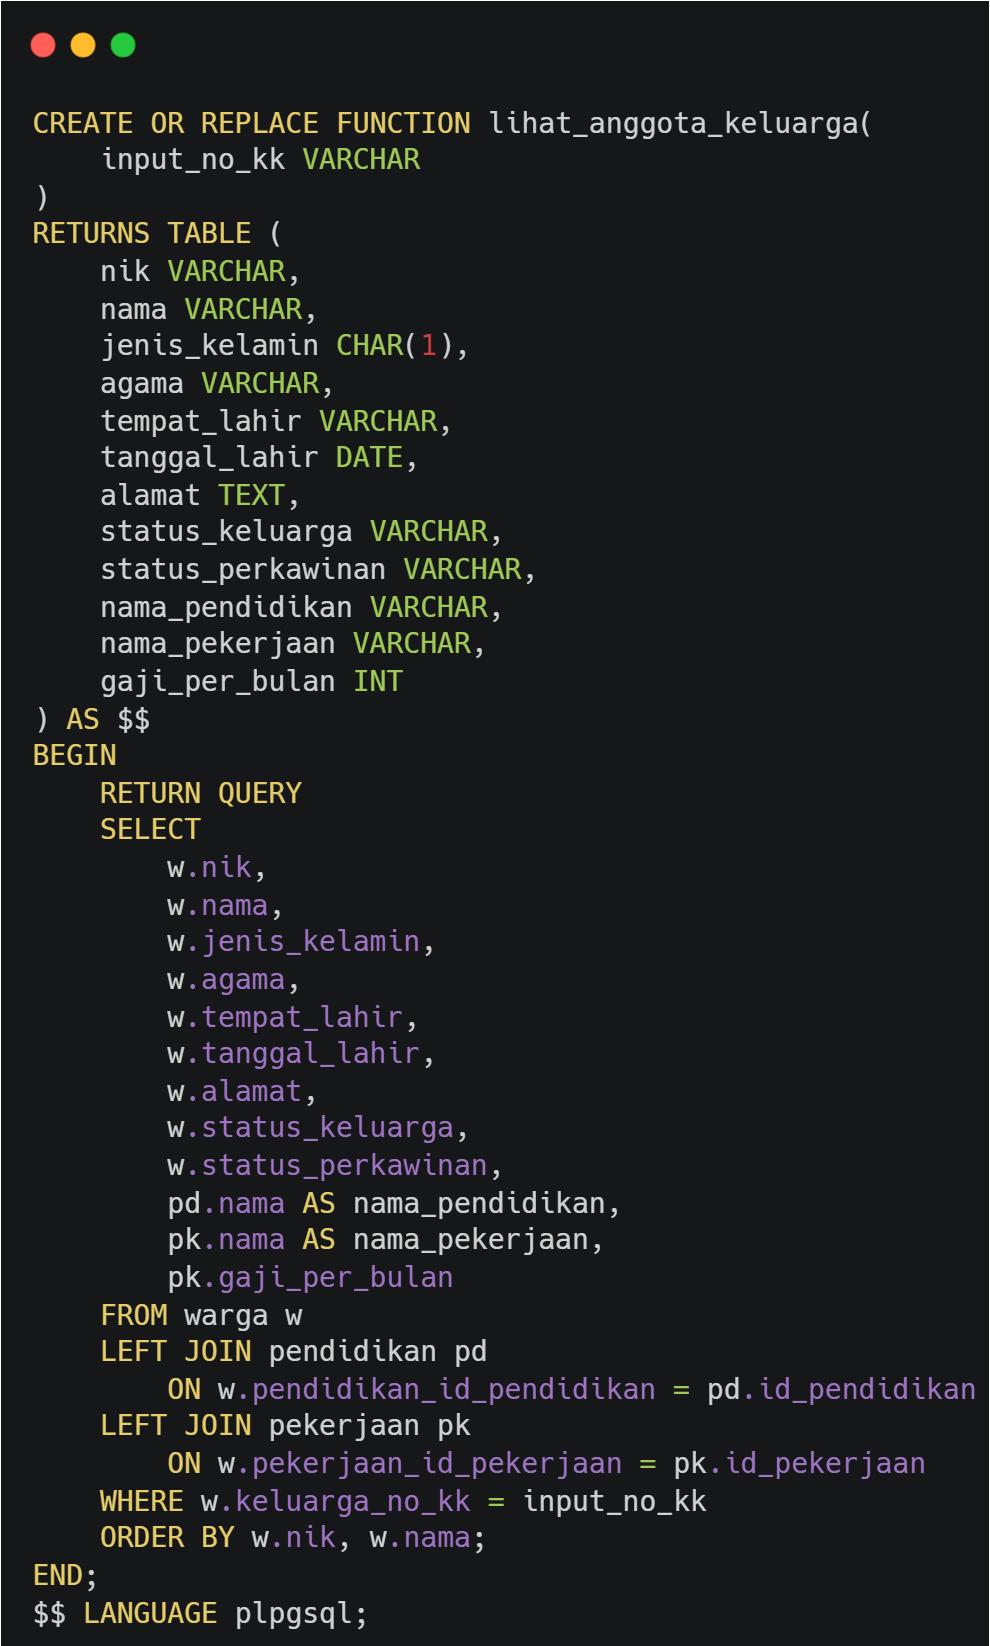 CREATE OR REPLACE FUNCTION lihat_anggota_keluarga(
    input_no_kk VARCHAR
)
RETURNS TABLE (
    nik VARCHAR,
    nama VARCHAR,
    jenis_kelamin CHAR(1),
    agama VARCHAR,
    tempat_lahir VARCHAR,
    tanggal_lahir DATE,
    alamat TEXT,
    status_keluarga VARCHAR,
    status_perkawinan VARCHAR,
    nama_pendidikan VARCHAR,
    nama_pekerjaan VARCHAR,
    gaji_per_bulan INT
) AS $$
BEGIN
    RETURN QUERY
    SELECT
        w.nik,
        w.nama,
        w.jenis_kelamin,
        w.agama,
        w.tempat_lahir,
        w.tanggal_lahir,
        w.alamat,
        w.status_keluarga,
        w.status_perkawinan,
        pd.nama AS nama_pendidikan,
        pk.nama AS nama_pekerjaan,
        pk.gaji_per_bulan
    FROM warga w
    LEFT JOIN pendidikan pd
        ON w.pendidikan_id_pendidikan = pd.id_pendidikan
    LEFT JOIN pekerjaan pk
        ON w.pekerjaan_id_pekerjaan = pk.id_pekerjaan
    WHERE w.keluarga_no_kk = input_no_kk
    ORDER BY w.nik, w.nama;
END;
$$ LANGUAGE plpgsql;